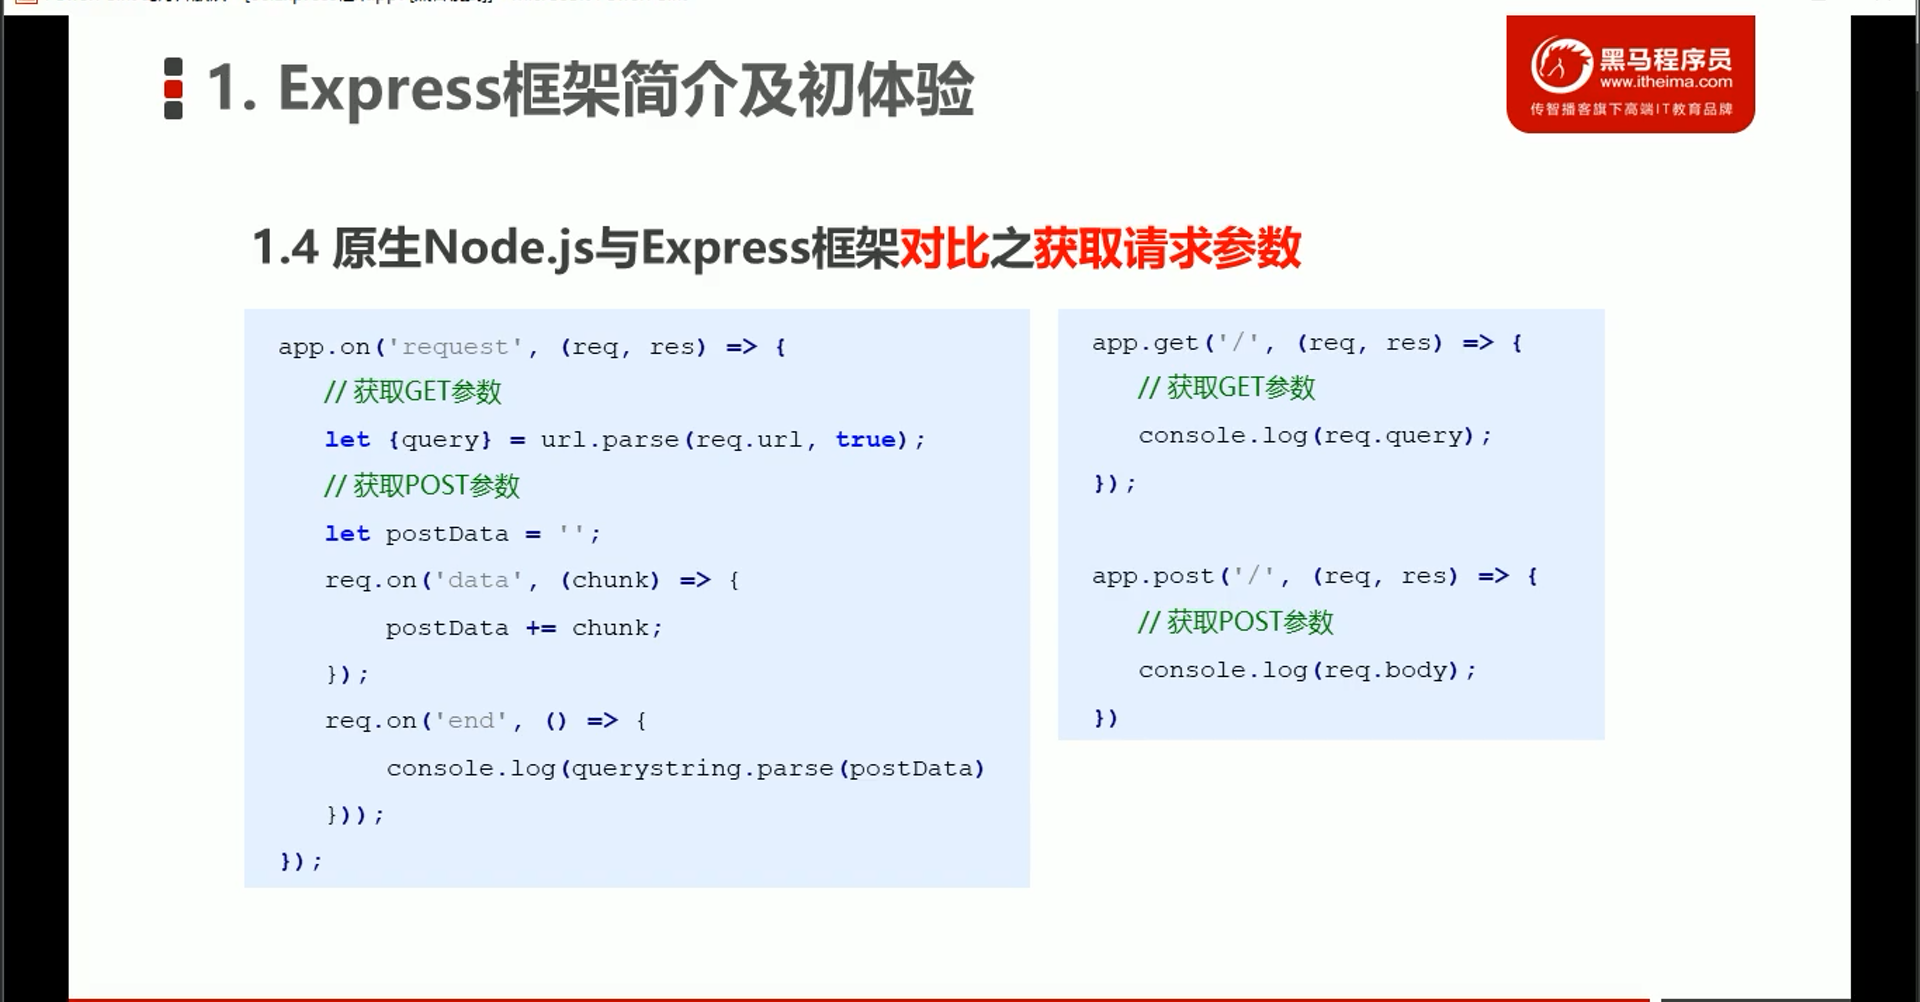 1. Express框架简介及初体验
黑马程序员
www.itheima.com
传智播客旗下高端IT教育品牌
1.4 原生Node.js与Express框架对比之获取请求参数
app.on('request', (req, res) => {
// 获取GET参数
let {query} = url.parse(req.url, true);
// 获取POST参数
let postData = '';
req.on('data', (chunk) => {
postData += chunk;
});
req.on('end', () => {
console.log(querystring.parse(postData)
}));
});
app.get('/', (req, res) => {
// 获取GET参数
console.log(req.query);
});
app.post('/', (req, res) => {
// 获取POST参数
console.log(req.body);
})